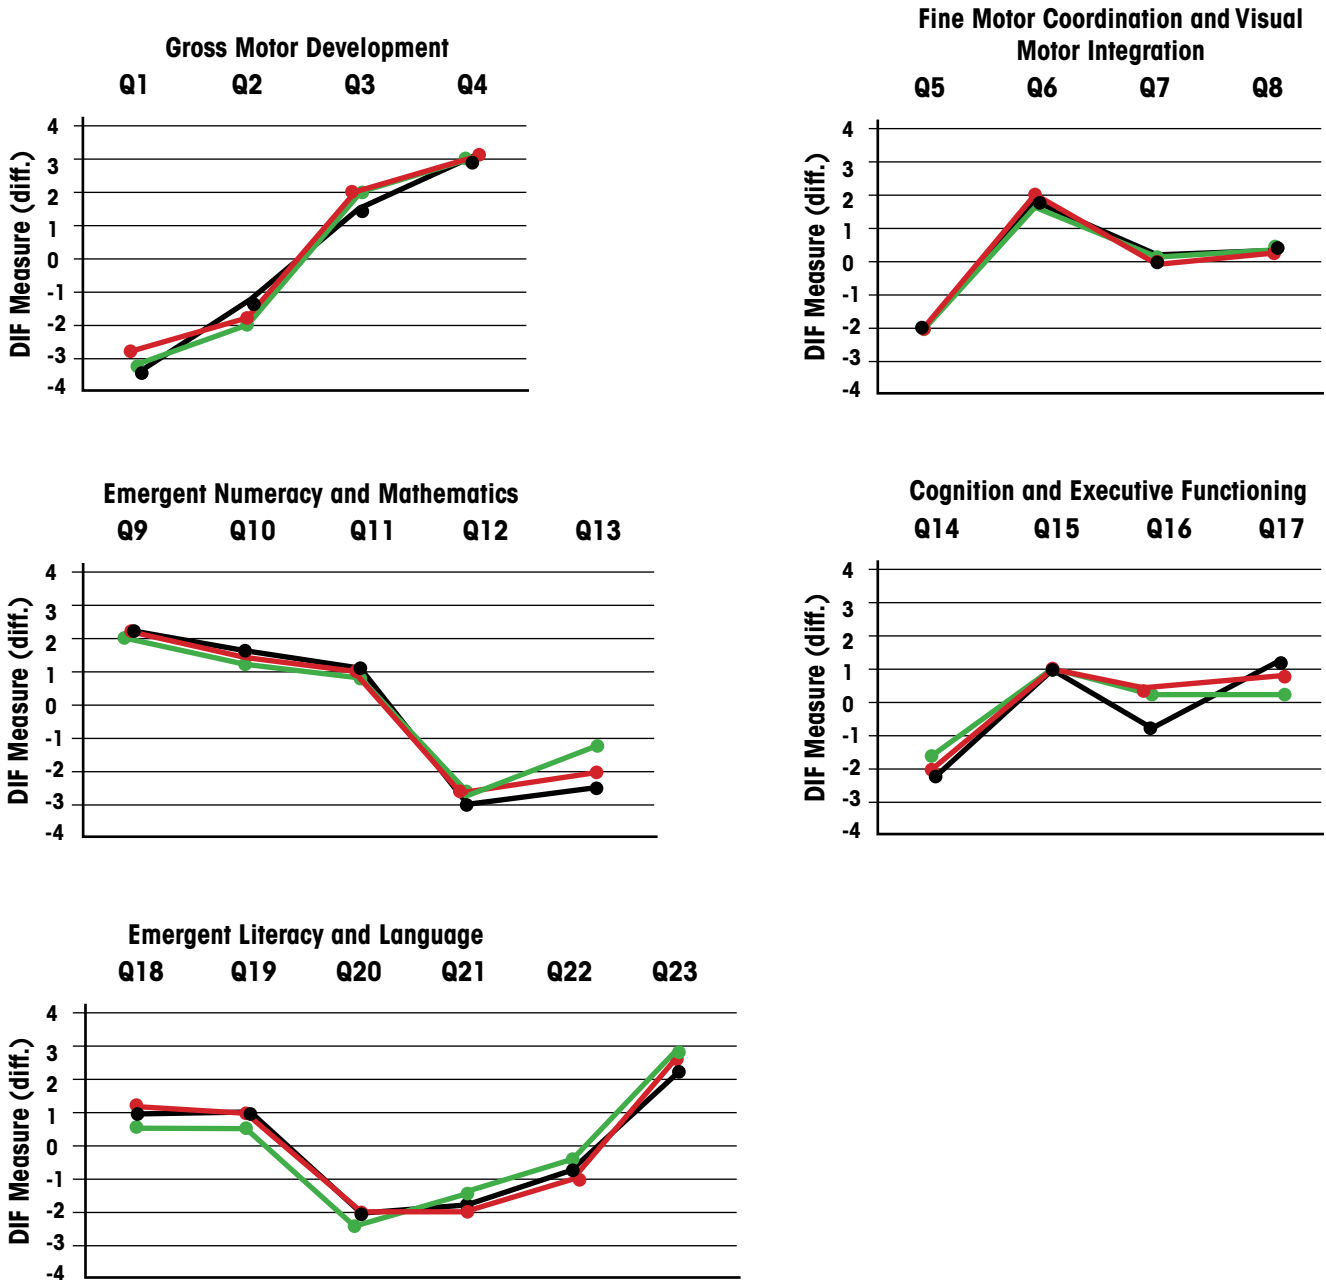 Gross Motor Development
Q1 Q2 Q3 Q4
DIF Measure (diff.)
4
3
2
1
0
-1
-2
-3
-4
Fine Motor Coordination and Visual
Motor Integration
Q5 Q6 Q7 Q8
DIF Measure (diff.)
4
3
2
1
0
-1
-2
-3
-4
Emergent Numeracy and Mathematics
Q9 Q10 Q11 Q12 Q13
DIF Measure (diff.)
4
3
2
1
0
-1
-2
-3
-4
Cognition and Executive Functioning
Q14 Q15 Q16 Q17
DIF Measure (diff.)
4
3
2
1
0
-1
-2
-3
-4
Emergent Literacy and Language
Q18 Q19 Q20 Q21 Q22 Q23
DIF Measure (diff.)
4
3
2
1
0
-1
-2
-3
-4